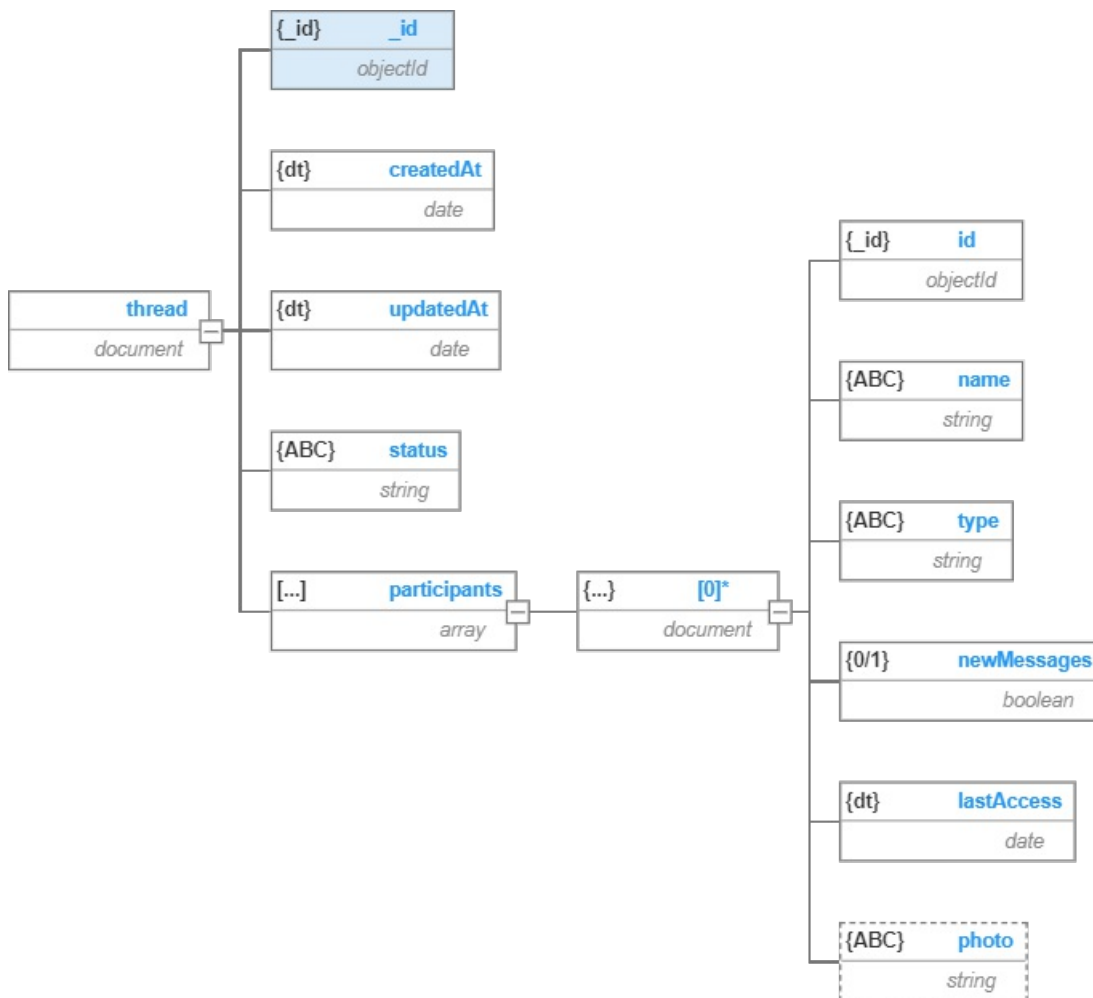 {_id} _id
objectId
{dt} createdAt
date
thread
document
{dt} updatedAt
date
{ABC} status
string
[...] participants
array
{...} [0]*
document
{_id} id
objectId
{ABC} name
string
{ABC} type
string
{0/1} newMessages
boolean
{dt} lastAccess
date
{ABC} photo
string